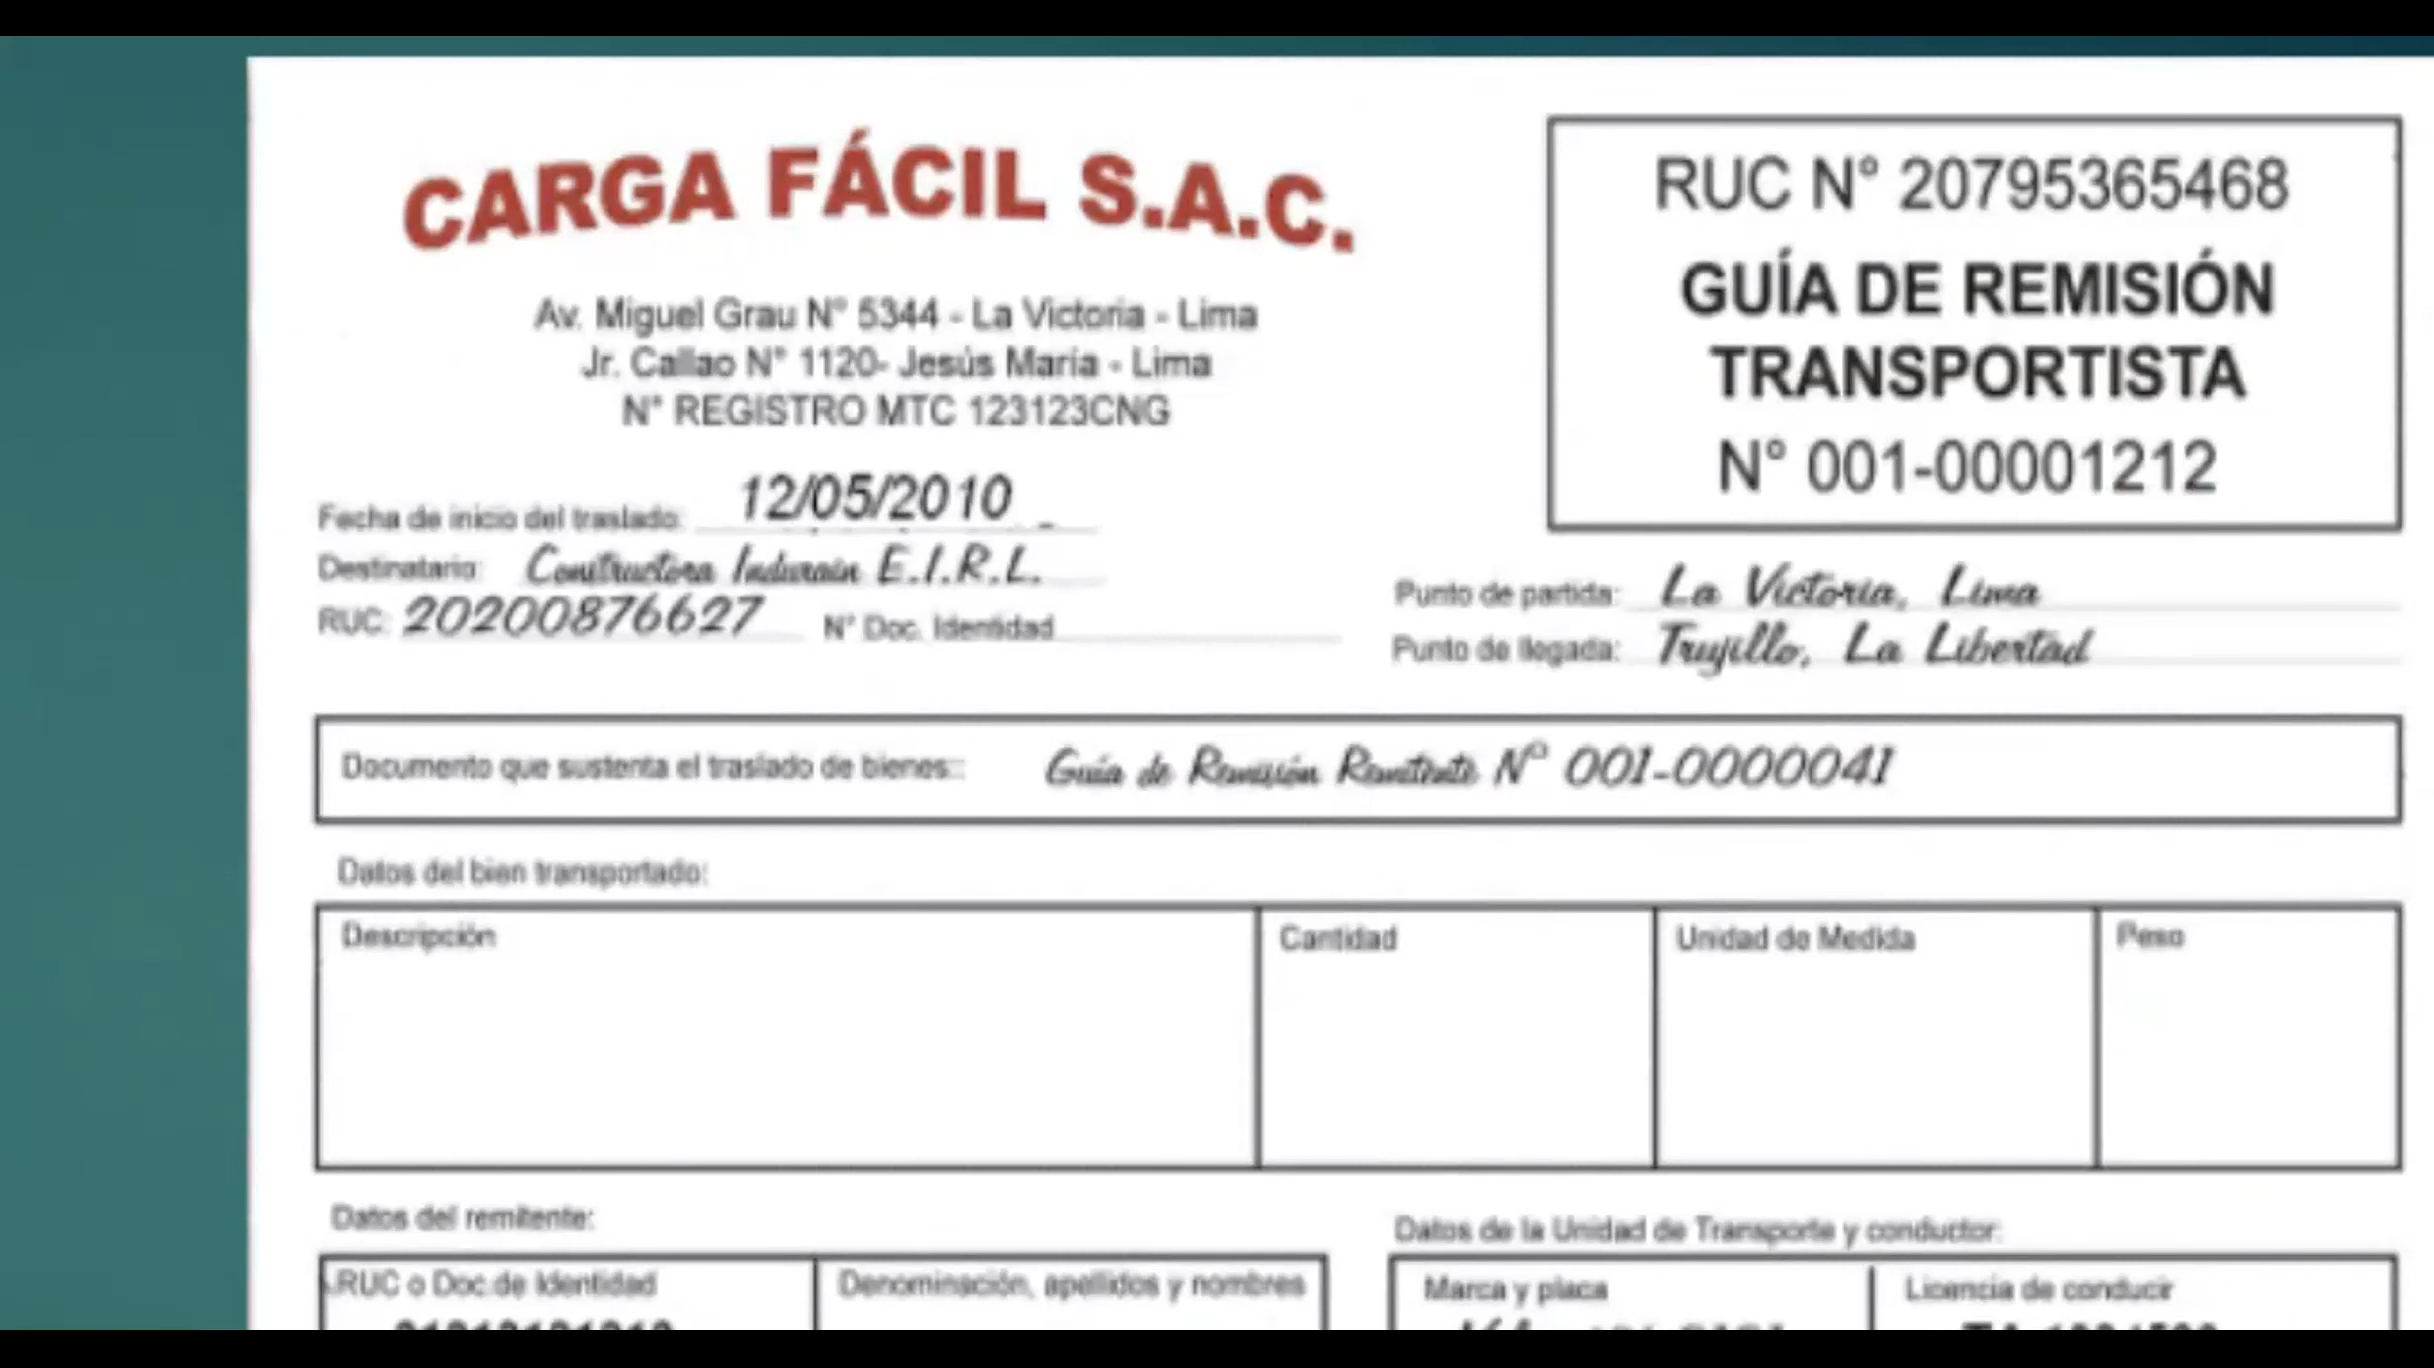 CARGA FÁCIL S.A.C.
Av. Miguel Grau N° 5344 - La Victoria - Lima
Jr. Callao N° 1120- Jesús María - Lima
N° REGISTRO MTC 123123CNG
RUC N° 20795365468
GUÍA DE REMISIÓN
TRANSPORTISTA
N° 001-00001212
Fecha de inicio del traslado: 12/05/2010
Destinatario: Constructora Indurain E.I.R.L.
RUC: 20200876627 N° Doc. Identidad
Punto de partida: La Victoria, Lima
Punto de llegada: Trujillo, La Libertad
Documento que sustenta el traslado de bienes:: Guía de Remisión Remitente N° 001-0000041
Datos del bien transportado:
Descripción Cantidad Unidad de Medida Peso
Datos del remitente:
RUC o Doc.de Identidad Denominación, apellidos y nombres
Datos de la Unidad de Transporte y conductor:
Marca y placa Licencia de conducir